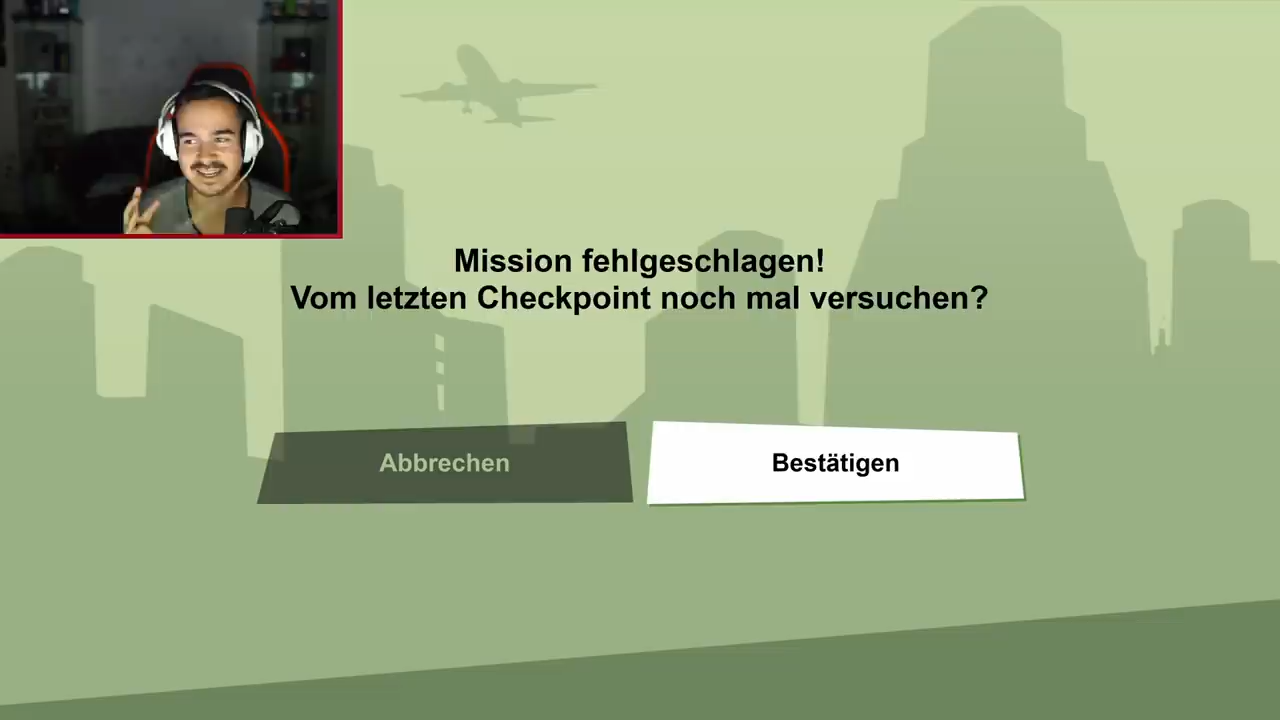 Mission fehlgeschlagen!
Vom letzten Checkpoint noch mal versuchen?
Abbrechen
Bestätigen